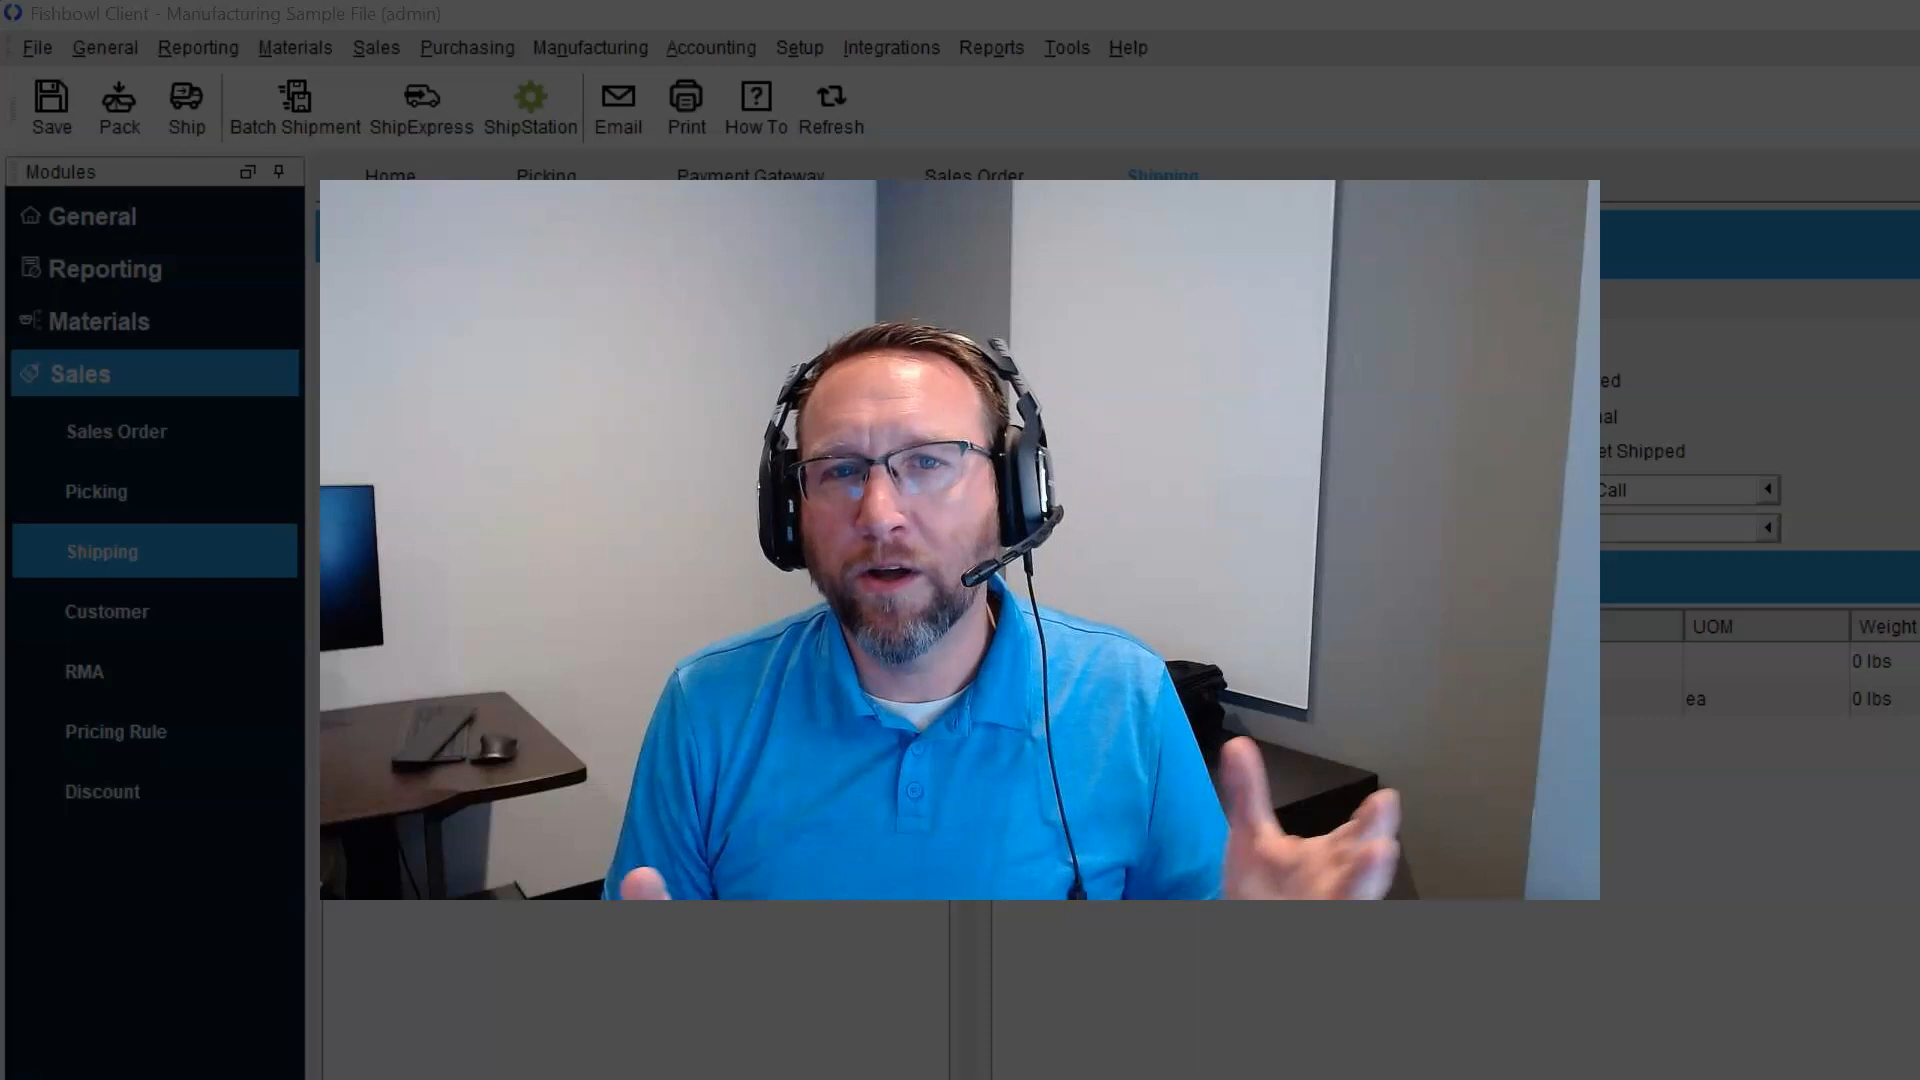 Fishbowl Client - Manufacturing Sample File (admin)
File General Reporting Materials Sales Purchasing Manufacturing Accounting Setup Integrations Reports Tools Help
Save Pack Ship Batch Shipment ShipExpress ShipStation Email Print How To Refresh
Modules
Home Picking Payment Gateway Sales Order Shipping
General
Reporting
Materials
Sales
Sales Order
Picking
Shipping
Customer
RMA
Pricing Rule
Discount
ed
al
et Shipped
Call
UOM Weight
0 lbs
ea 0 lbs